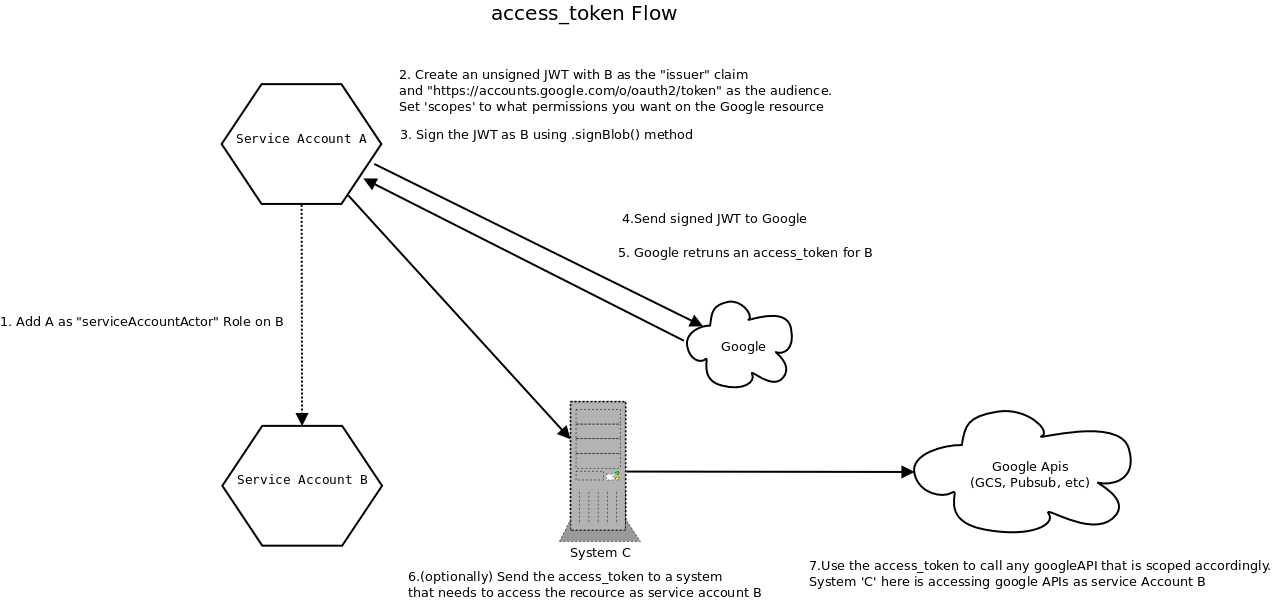 access_token Flow
2. Create an unsigned JWT with B as the "issuer" claim
and "https://accounts.google.com/o/oauth2/token" as the audience.
Set 'scopes' to what permissions you want on the Google resource
3. Sign the JWT as B using .signBlob() method
Service Account A
4.Send signed JWT to Google
5. Google retruns an access_token for B
1. Add A as "serviceAccountActor" Role on B
Google
Service Account B
Google Apis
(GCS, Pubsub, etc)
System C
6.(optionally) Send the access_token to a system
that needs to access the recource as service account B
7.Use the access_token to call any googleAPI that is scoped accordingly.
System 'C' here is accessing google APIs as service Account B